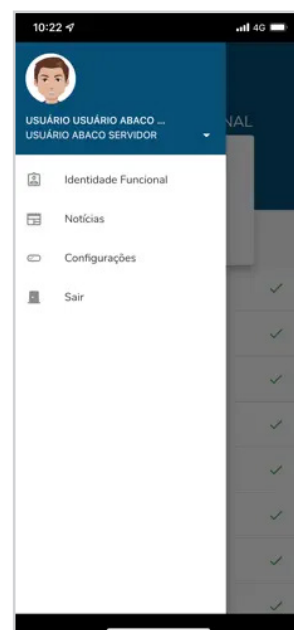 10:22
4G
USUÁRIO USUÁRIO ABACO ...
USUÁRIO ABACO SERVIDOR
NAL
Identidade Funcional
Notícias
Configurações
Sair